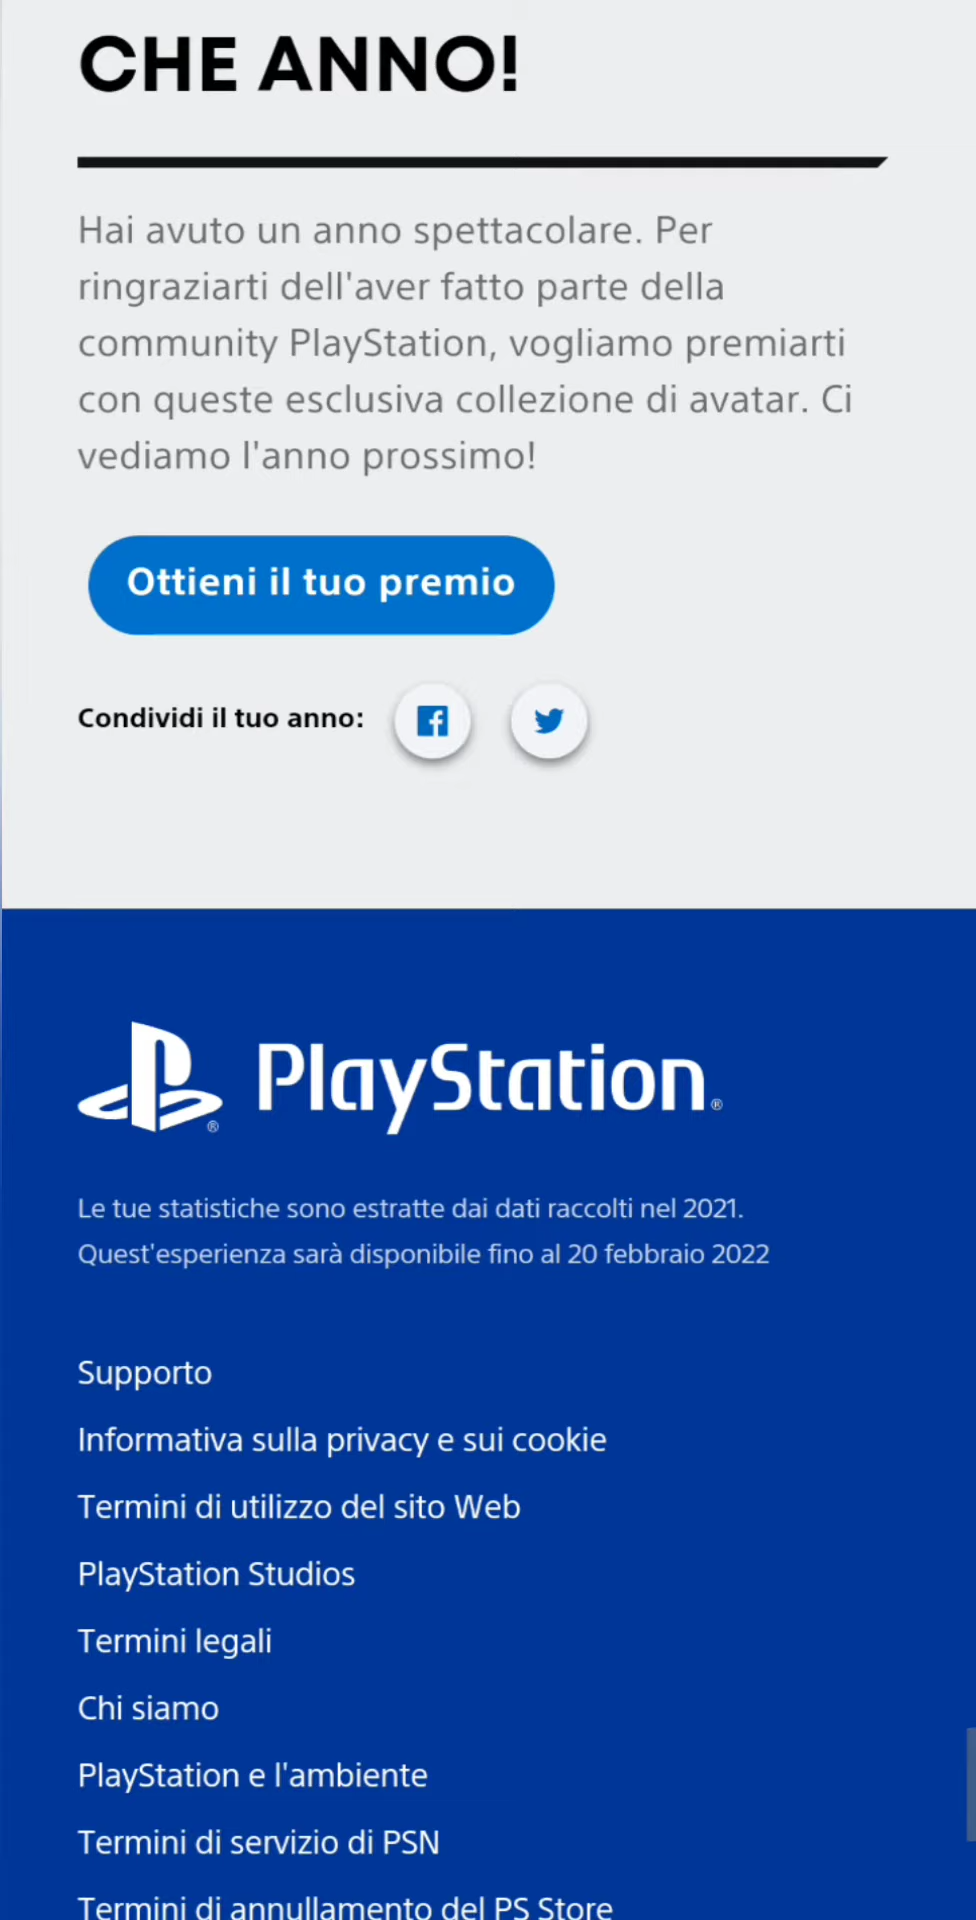 CHE ANNO!
Hai avuto un anno spettacolare. Per
ringraziarti dell'aver fatto parte della
community PlayStation, vogliamo premiarti
con queste esclusiva collezione di avatar. Ci
vediamo l'anno prossimo!
Ottieni il tuo premio
Condividi il tuo anno:
PlayStation®
Le tue statistiche sono estratte dai dati raccolti nel 2021.
Quest'esperienza sarà disponibile fino al 20 febbraio 2022
Supporto
Informativa sulla privacy e sui cookie
Termini di utilizzo del sito Web
PlayStation Studios
Termini legali
Chi siamo
PlayStation e l'ambiente
Termini di servizio di PSN
Termini di annullamento del PS Store